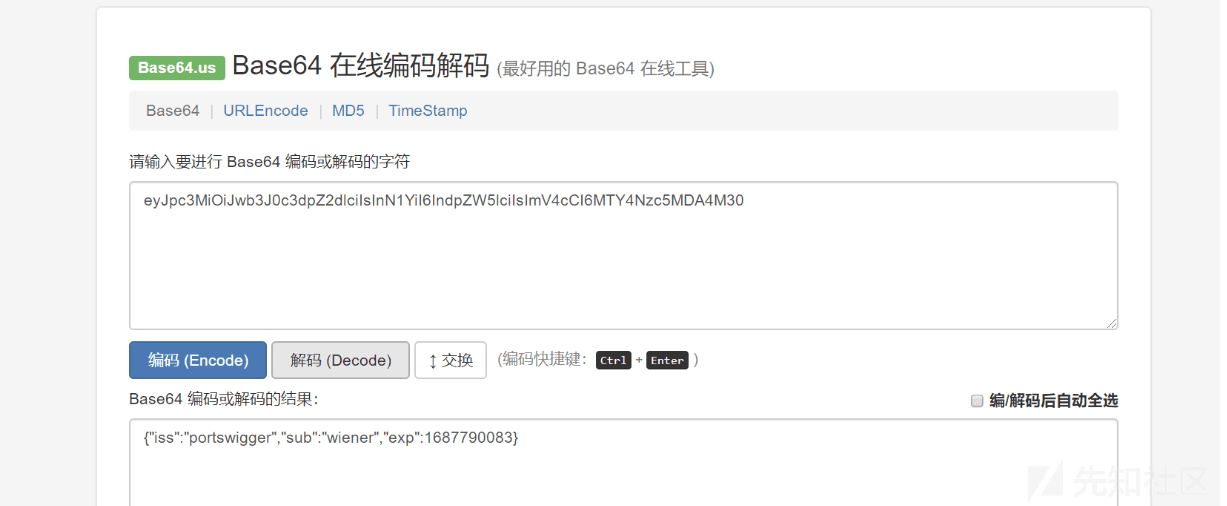 Base64.us Base64 在线编码解码 (最好用的 Base64 在线工具)
Base64 | URLEncode | MD5 | TimeStamp
请输入要进行 Base64 编码或解码的字符
eyJpc3MiOiJwb3J0c3dpZ2dlciIsInN1YiI6IndpZW5lciIsImV4cCI6MTY4Nzc5MDA4M30
编码 (Encode) 解码 (Decode) ↕ 交换 (编码快捷键: Ctrl + Enter )
Base64 编码或解码的结果: 编/解码后自动全选
{"iss":"portswigger","sub":"wiener","exp":1687790083}
先知社区